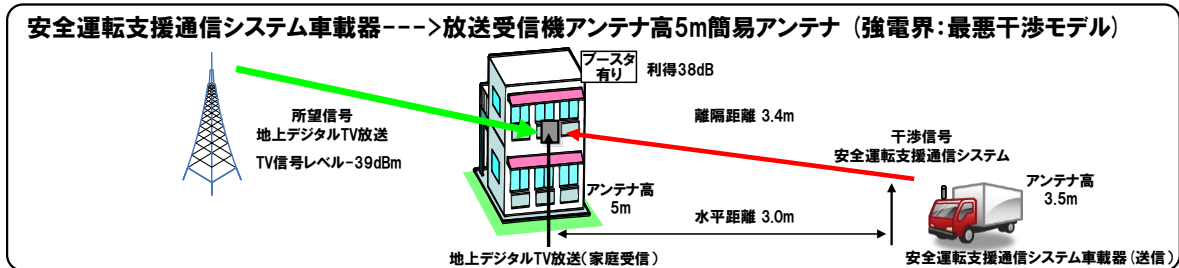 安全運転支援通信システム車載器--->放送受信機アンテナ高5m簡易アンテナ (強電界:最悪干渉モデル)
ブースタ
有り
利得38dB
所望信号
地上デジタルTV放送
TV信号レベル-39dBm
離隔距離 3.4m
干渉信号
安全運転支援通信システム
アンテナ高
5m
アンテナ高
3.5m
水平距離 3.0m
地上デジタルTV放送(家庭受信)
安全運転支援通信システム車載器(送信)